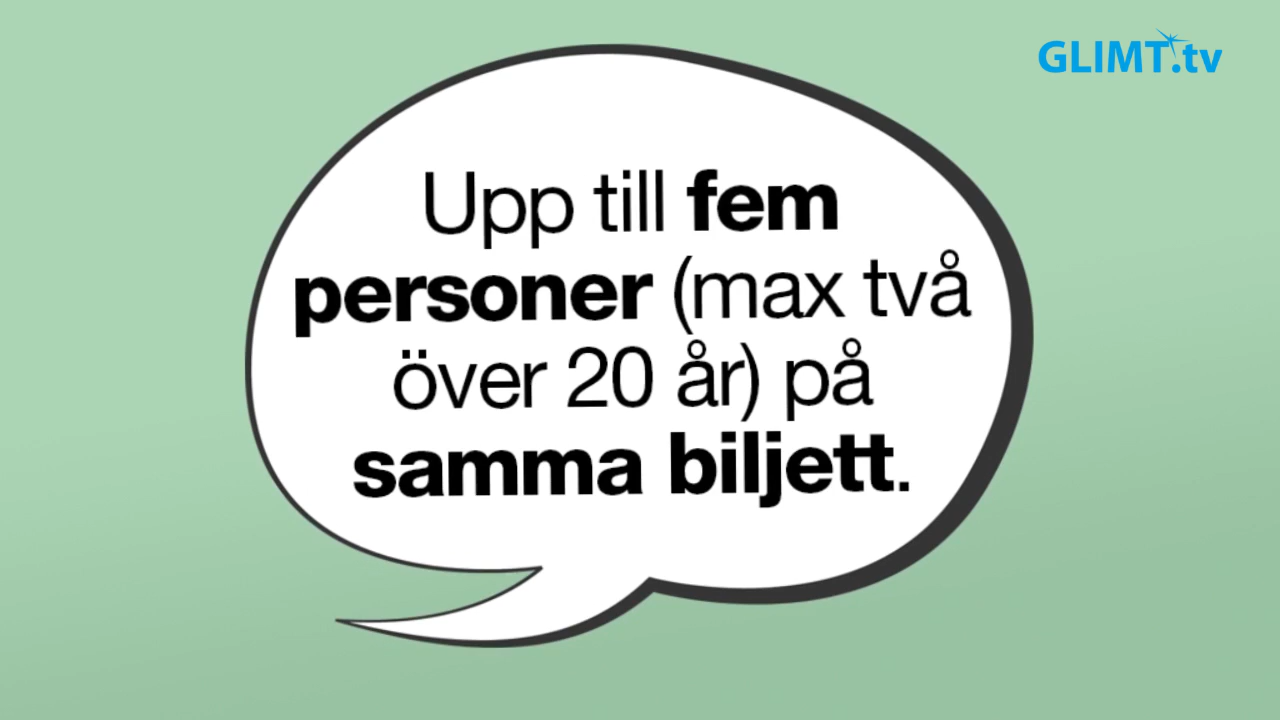 GLIMT.tv
Upp till fem
personer (max två
över 20 år) på
samma biljett.